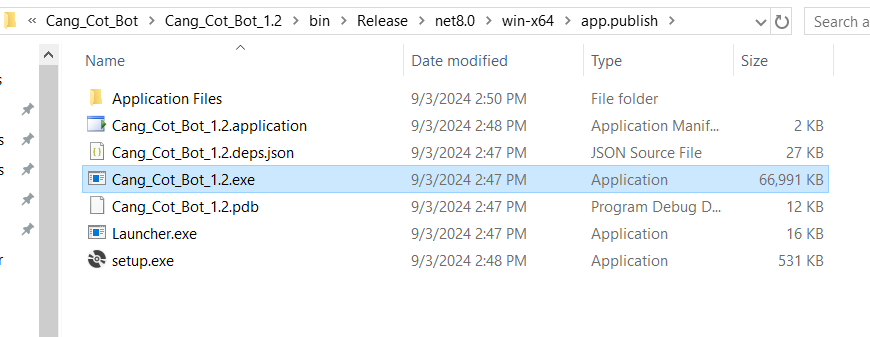 « Cang_Cot_Bot > Cang_Cot_Bot_1.2 > bin > Release > net8.0 > win-x64 > app.publish > Search a
Name Date modified Type Size
Application Files 9/3/2024 2:50 PM File folder
Cang_Cot_Bot_1.2.application 9/3/2024 2:48 PM Application Manif... 2 KB
Cang_Cot_Bot_1.2.deps.json 9/3/2024 2:47 PM JSON Source File 27 KB
Cang_Cot_Bot_1.2.exe 9/3/2024 2:47 PM Application 66,991 KB
Cang_Cot_Bot_1.2.pdb 9/3/2024 2:47 PM Program Debug D... 12 KB
Launcher.exe 9/3/2024 2:47 PM Application 16 KB
setup.exe 9/3/2024 2:48 PM Application 531 KB